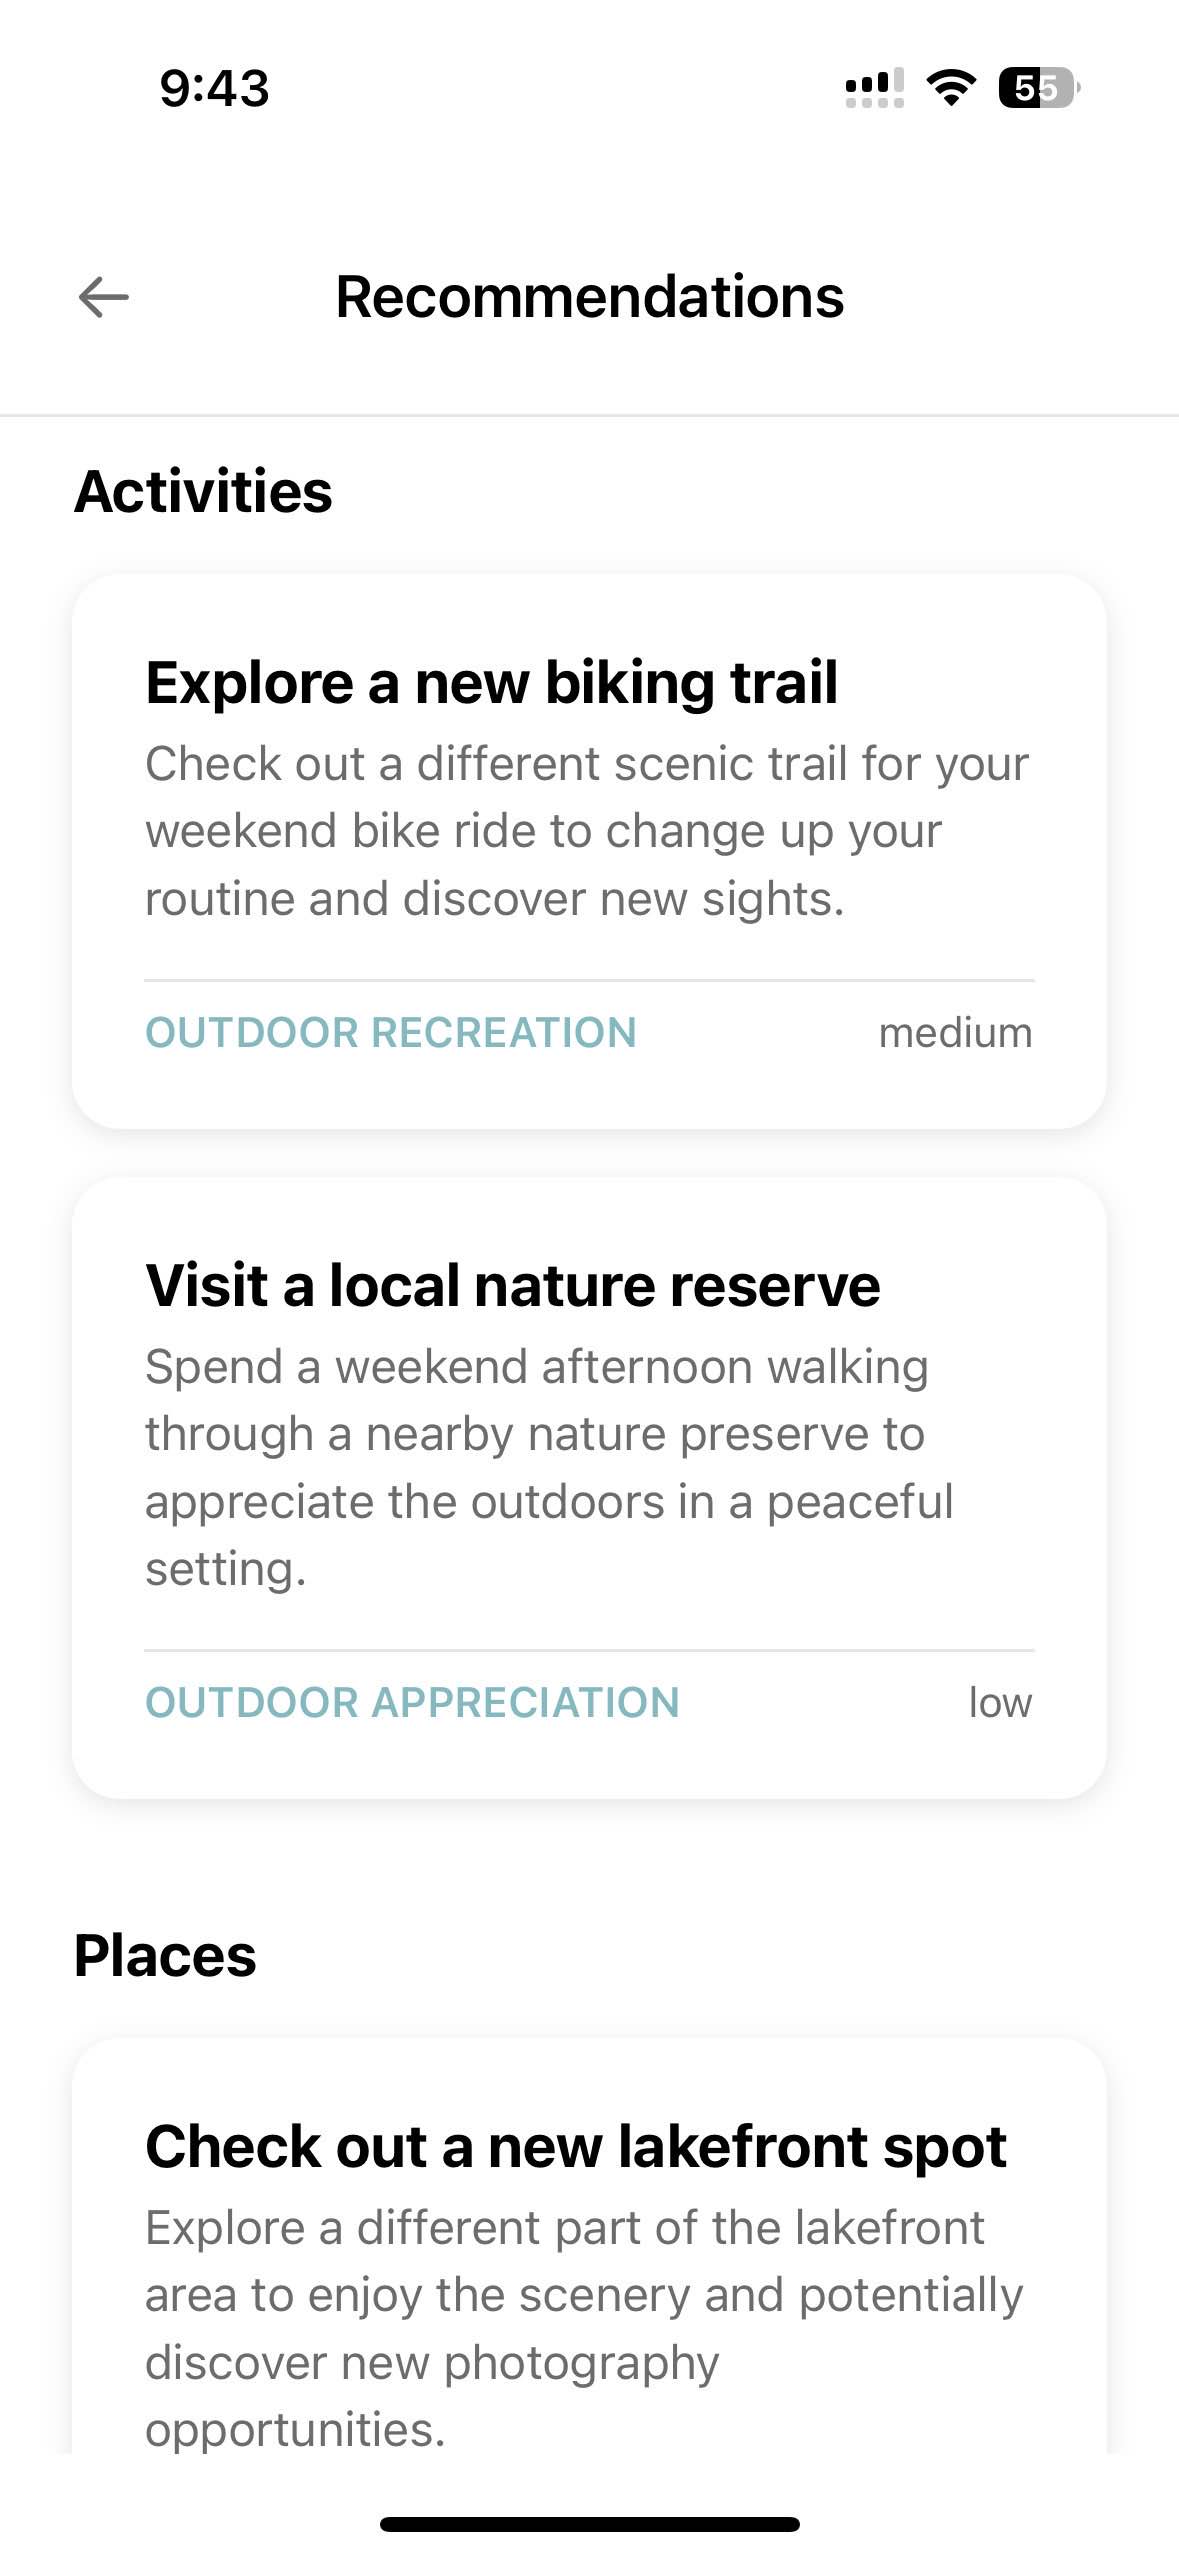 9:43
55
Recommendations
Activities
Explore a new biking trail
Check out a different scenic trail for your
weekend bike ride to change up your
routine and discover new sights.
OUTDOOR RECREATION medium
Visit a local nature reserve
Spend a weekend afternoon walking
through a nearby nature preserve to
appreciate the outdoors in a peaceful
setting.
OUTDOOR APPRECIATION low
Places
Check out a new lakefront spot
Explore a different part of the lakefront
area to enjoy the scenery and potentially
discover new photography
opportunities.